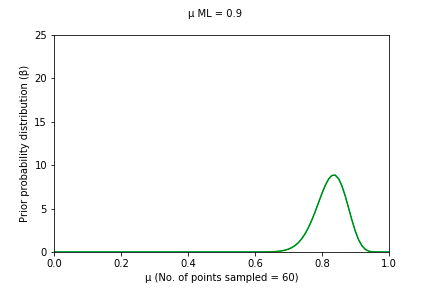 μ ML = 0.9
Prior probability distribution (β)
25
20
15
10
5
0
0.0 0.2 0.4 0.6 0.8 1.0
μ (No. of points sampled = 60)